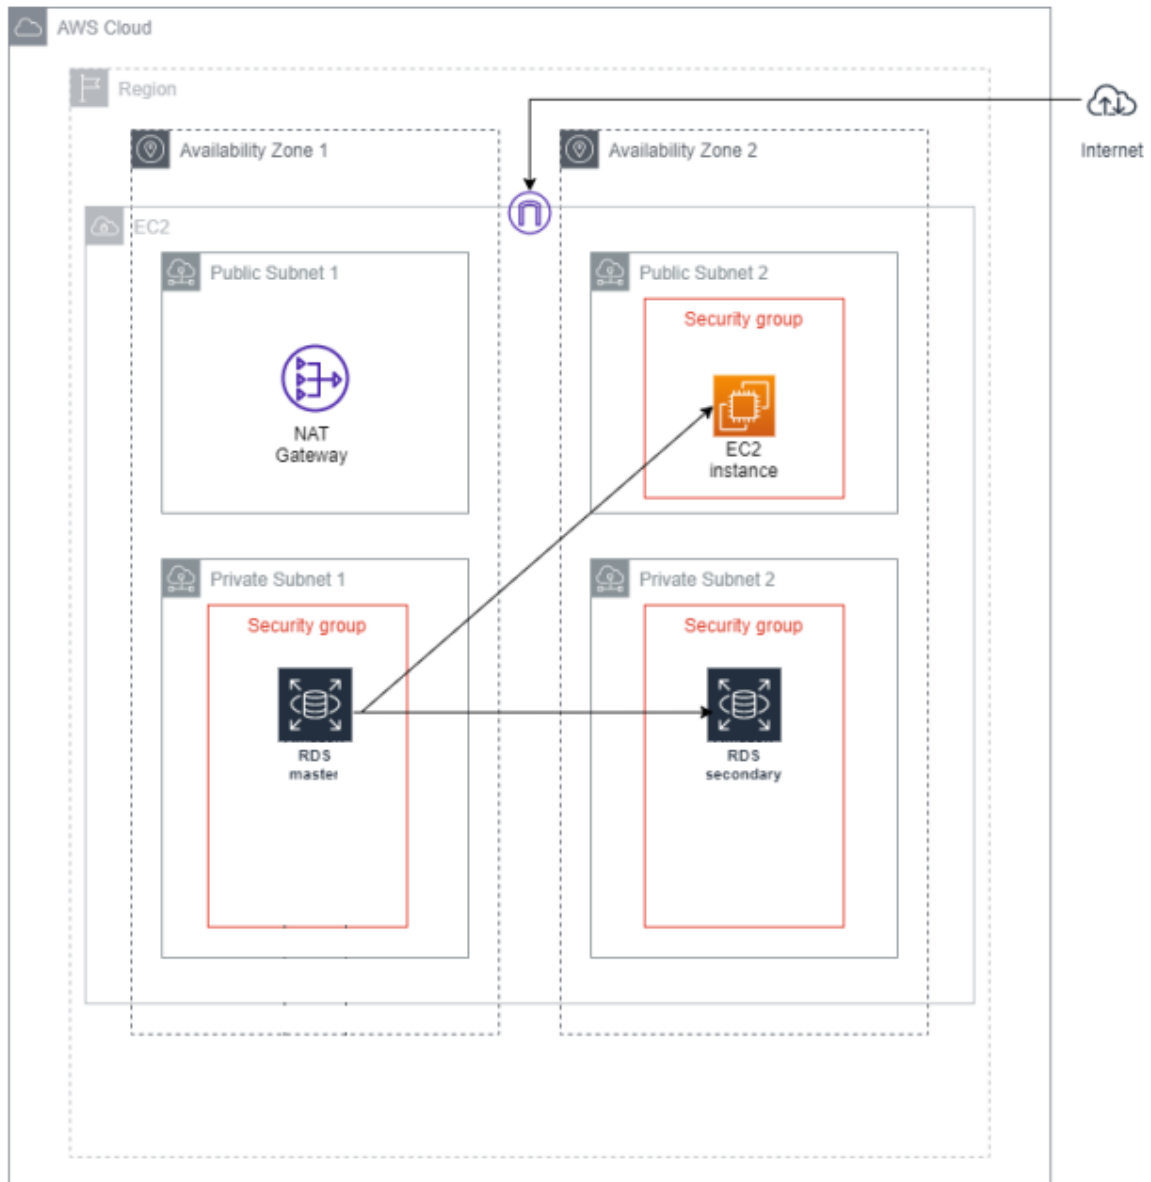 AWS Cloud
Region
Internet
Availability Zone 1
Availability Zone 2
EC2
Public Subnet 1
Public Subnet 2
Security group
NAT
Gateway
EC2
instance
Private Subnet 1
Private Subnet 2
Security group
Security group
RDS
master
RDS
secondary